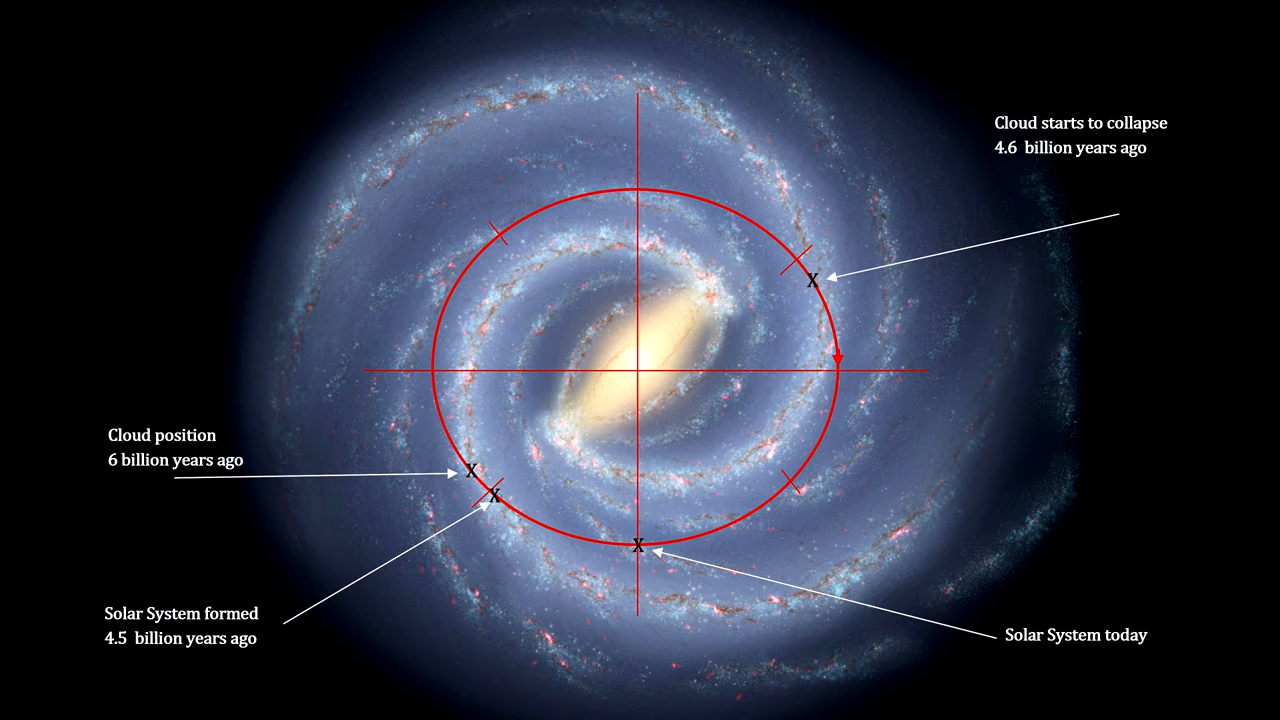 Cloud starts to collapse
4.6 billion years ago
X
Cloud position
6 billion years ago
X
X
X
Solar System formed
4.5 billion years ago
Solar System today